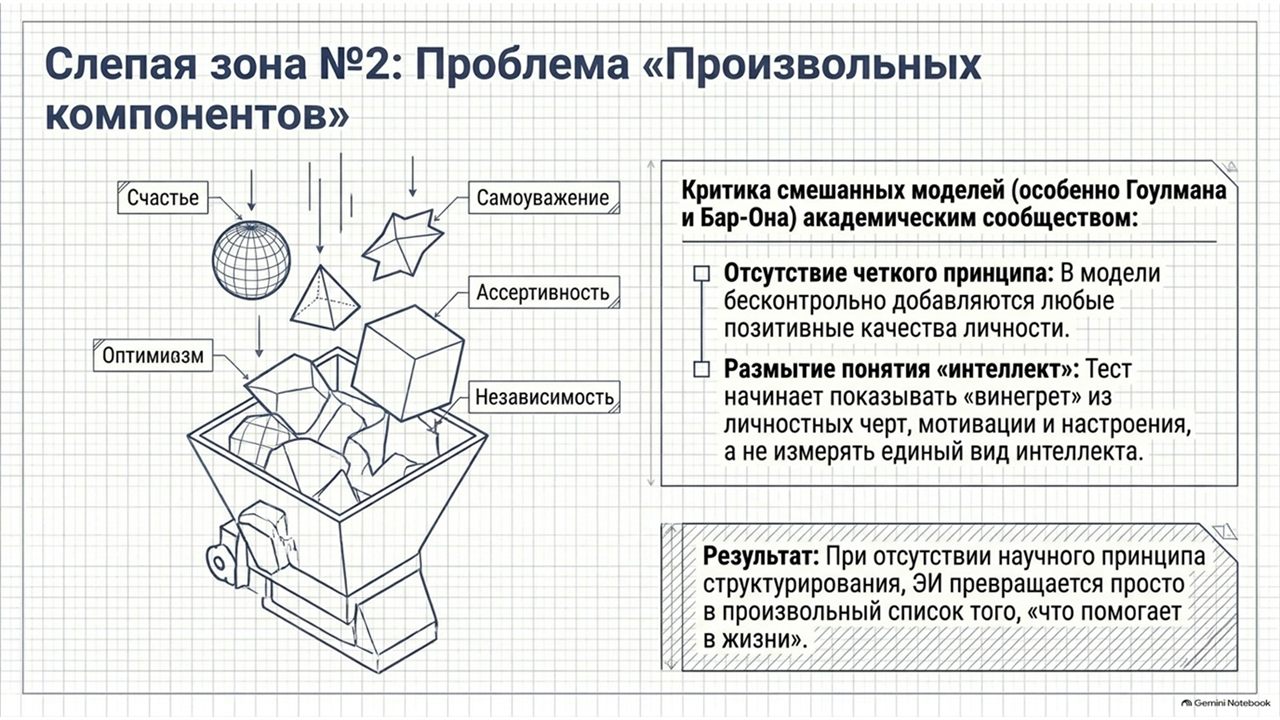 Слепая зона №2: Проблема «Произвольных
компонентов»
Счастье
Самоуважение
Ассертивность
Оптимиазм
Независимость
Критика смешанных моделей (особенно Гоулмана
и Бар-Она) академическим сообществом:
Отсутствие четкого принципа: В модели
бесконтрольно добавляются любые
позитивные качества личности.
Размытие понятия «интеллект»: Тест
начинает показывать «винегрет» из
личностных черт, мотивации и настроения,
а не измерять единый вид интеллекта.
Результат: При отсутствии научного принципа
структурирования, ЭИ превращается просто
в произвольный список того, «что помогает
в жизни».
Gemini Notebook